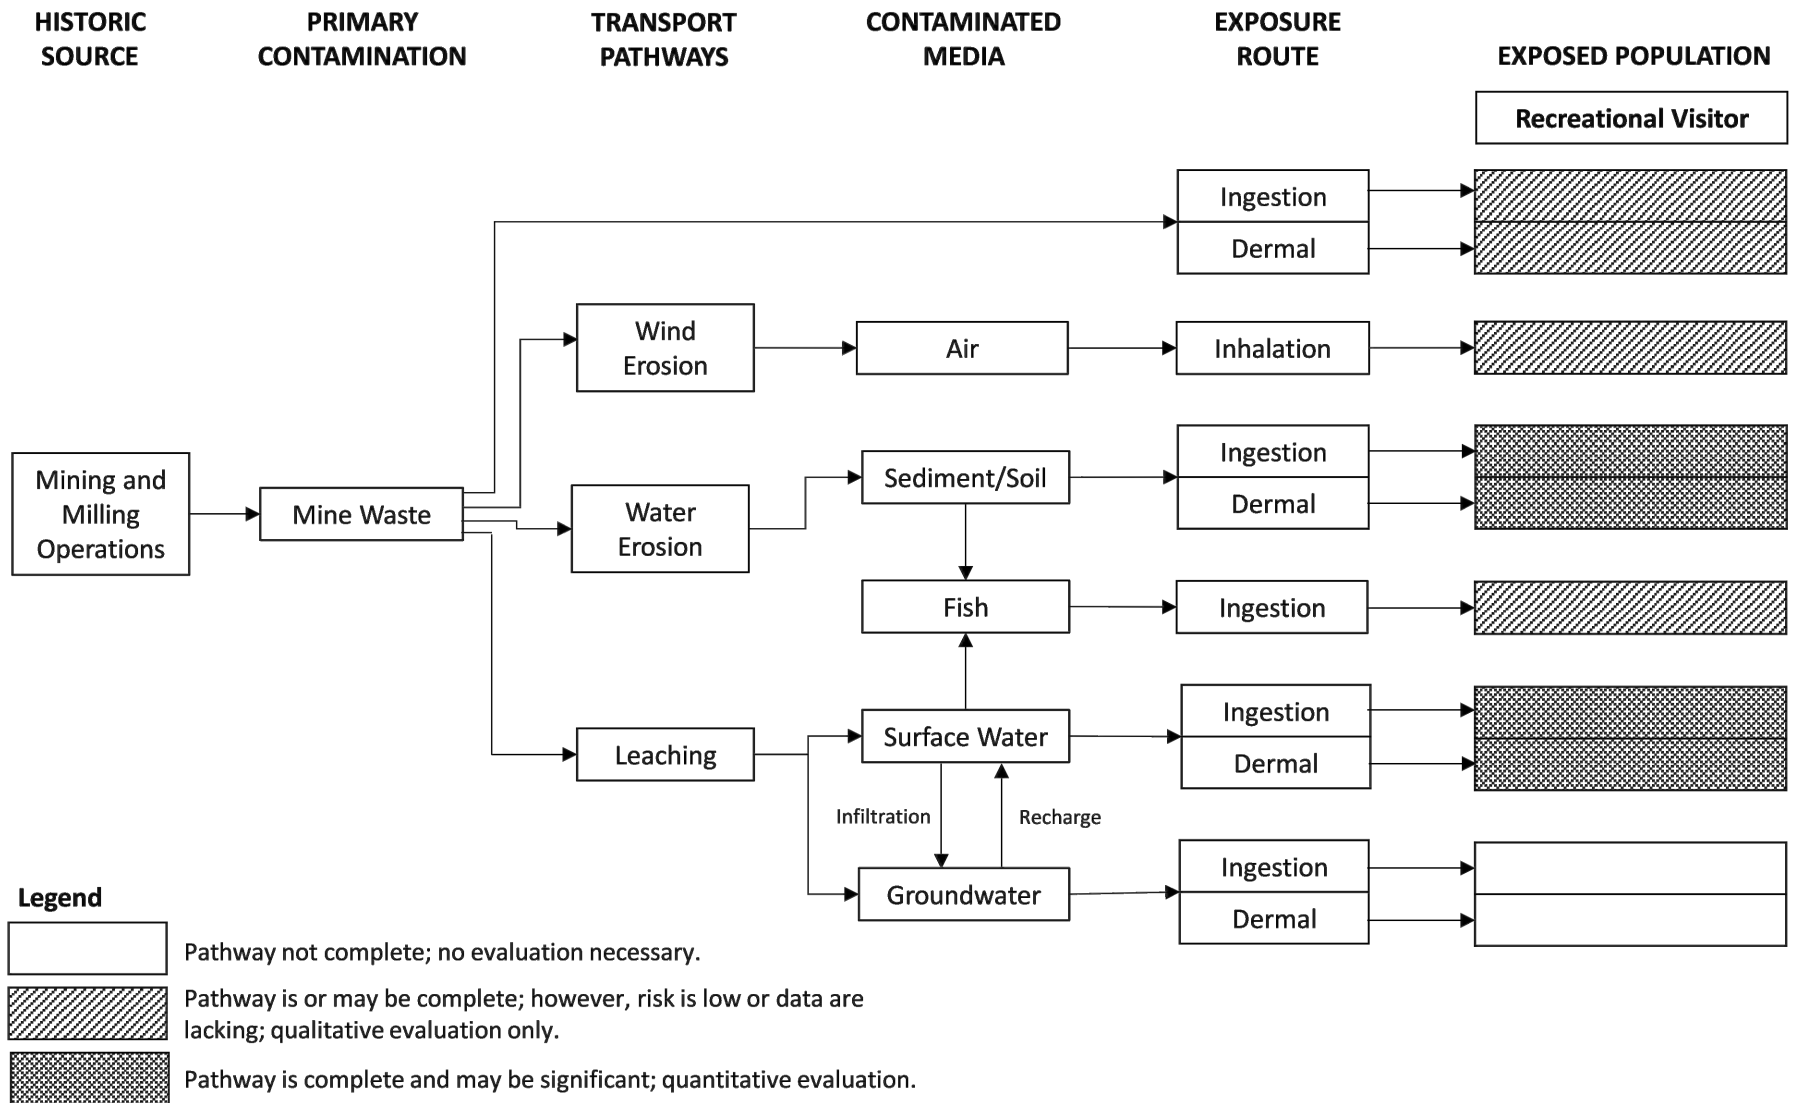 HISTORIC
SOURCE
PRIMARY
CONTAMINATION
TRANSPORT
PATHWAYS
CONTAMINATED
MEDIA
EXPOSURE
ROUTE
EXPOSED POPULATION
Recreational Visitor
Ingestion
Dermal
Wind
Erosion
Air
Inhalation
Mining and
Milling
Operations
Mine Waste
Water
Erosion
Sediment/Soil
Ingestion
Dermal
Fish
Ingestion
Leaching
Surface Water
Ingestion
Dermal
Infiltration
Recharge
Groundwater
Ingestion
Dermal
Legend
Pathway not complete; no evaluation necessary.
Pathway is or may be complete; however, risk is low or data are
lacking; qualitative evaluation only.
Pathway is complete and may be significant; quantitative evaluation.